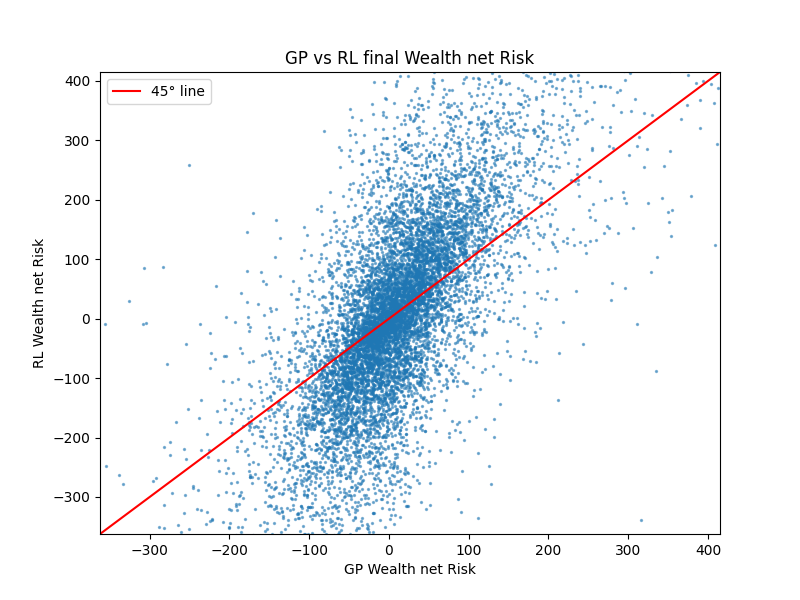 GP vs RL final Wealth net Risk
45° line
RL Wealth net Risk
400
300
200
100
0
−100
−200
−300
−300 −200 −100 0 100 200 300 400
GP Wealth net Risk